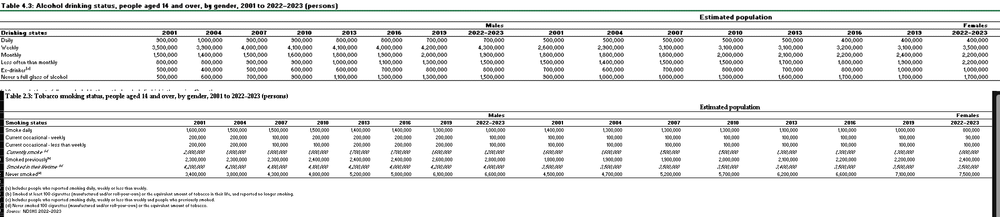 Table 4.3: Alcohol drinking status, people aged 14 and over, by gender, 2001 to 2022–2023 (persons)
Estimated population
Males Females
Drinking status 2001 2004 2007 2010 2013 2016 2019 2022–2023 2001 2004 2007 2010 2013 2016 2019 2022–2023
Daily 900,000 1,000,000 900,000 900,000 800,000 800,000 700,000 700,000 500,000 500,000 500,000 500,000 500,000 400,000 400,000 400,000
Weekly 3,500,000 3,900,000 4,000,000 4,100,000 4,100,000 4,000,000 4,200,000 4,300,000 2,600,000 2,900,000 3,100,000 3,100,000 3,100,000 3,200,000 3,100,000 3,500,000
Monthly 1,500,000 1,400,000 1,500,000 1,600,000 1,800,000 1,900,000 2,000,000 1,900,000 1,800,000 1,800,000 1,800,000 2,000,000 2,100,000 2,200,000 2,400,000 2,200,000
Less often than monthly 800,000 800,000 900,000 900,000 1,000,000 1,100,000 1,300,000 1,500,000 1,500,000 1,400,000 1,500,000 1,500,000 1,700,000 1,800,000 1,900,000 2,200,000
Ex-drinker(a) 500,000 400,000 500,000 600,000 600,000 700,000 800,000 800,000 700,000 600,000 700,000 800,000 700,000 800,000 1,000,000 1,000,000
Never a full glass of alcohol 500,000 600,000 700,000 900,000 1,100,000 1,300,000 1,300,000 1,500,000 900,000 1,000,000 1,000,000 1,300,000 1,600,000 1,700,000 1,700,000 1,700,000
Table 2.3: Tobacco smoking status, people aged 14 and over, by gender, 2001 to 2022–2023 (persons)
Estimated population
Males Females
Smoking status 2001 2004 2007 2010 2013 2016 2019 2022–2023 2001 2004 2007 2010 2013 2016 2019 2022–2023
Smoke daily 1,600,000 1,500,000 1,500,000 1,500,000 1,400,000 1,400,000 1,300,000 1,000,000 1,400,000 1,300,000 1,300,000 1,300,000 1,100,000 1,100,000 1,000,000 800,000
Current occasional - weekly 200,000 200,000 100,000 200,000 200,000 200,000 200,000 100,000 100,000 100,000 100,000 100,000 100,000 100,000 100,000 90,000
Current occasional - less than weekly 200,000 200,000 100,000 100,000 200,000 200,000 200,000 100,000 100,000 100,000 100,000 100,000 100,000 100,000 100,000 100,000
Currently smoke (a) 2,000,000 1,900,000 1,800,000 1,800,000 1,700,000 1,700,000 1,600,000 1,200,000 1,600,000 1,600,000 1,500,000 1,500,000 1,300,000 1,300,000 1,300,000 1,000,000
Smoked previously(b) 2,300,000 2,300,000 2,300,000 2,400,000 2,400,000 2,400,000 2,600,000 2,800,000 1,800,000 1,900,000 1,900,000 2,000,000 2,100,000 2,200,000 2,200,000 2,400,000
Smoked in their lifetime (c) 4,200,000 4,200,000 4,100,000 4,100,000 4,200,000 4,000,000 4,200,000 4,000,000 3,500,000 3,500,000 3,500,000 3,500,000 3,400,000 3,500,000 3,500,000 3,500,000
Never smoked(d) 3,400,000 3,800,000 4,300,000 4,800,000 5,200,000 5,800,000 6,100,000 6,600,000 4,500,000 4,700,000 5,200,000 5,700,000 6,200,000 6,600,000 7,100,000 7,500,000
(a) Includes people who reported smoking daily, weekly or less than weekly.
(b) Smoked at least 100 cigarettes (manufactured and/or roll-your-own) or the equivalent amount of tobacco in their life, and reported no longer smoking.
(c) Includes people who reported smoking daily, weekly or less than weekly and people who previously smoked.
(d) Never smoked 100 cigarettes (manufactured and/or roll-your-own) or the equivalent amount of tobacco.
Source: NDSHS 2022–2023